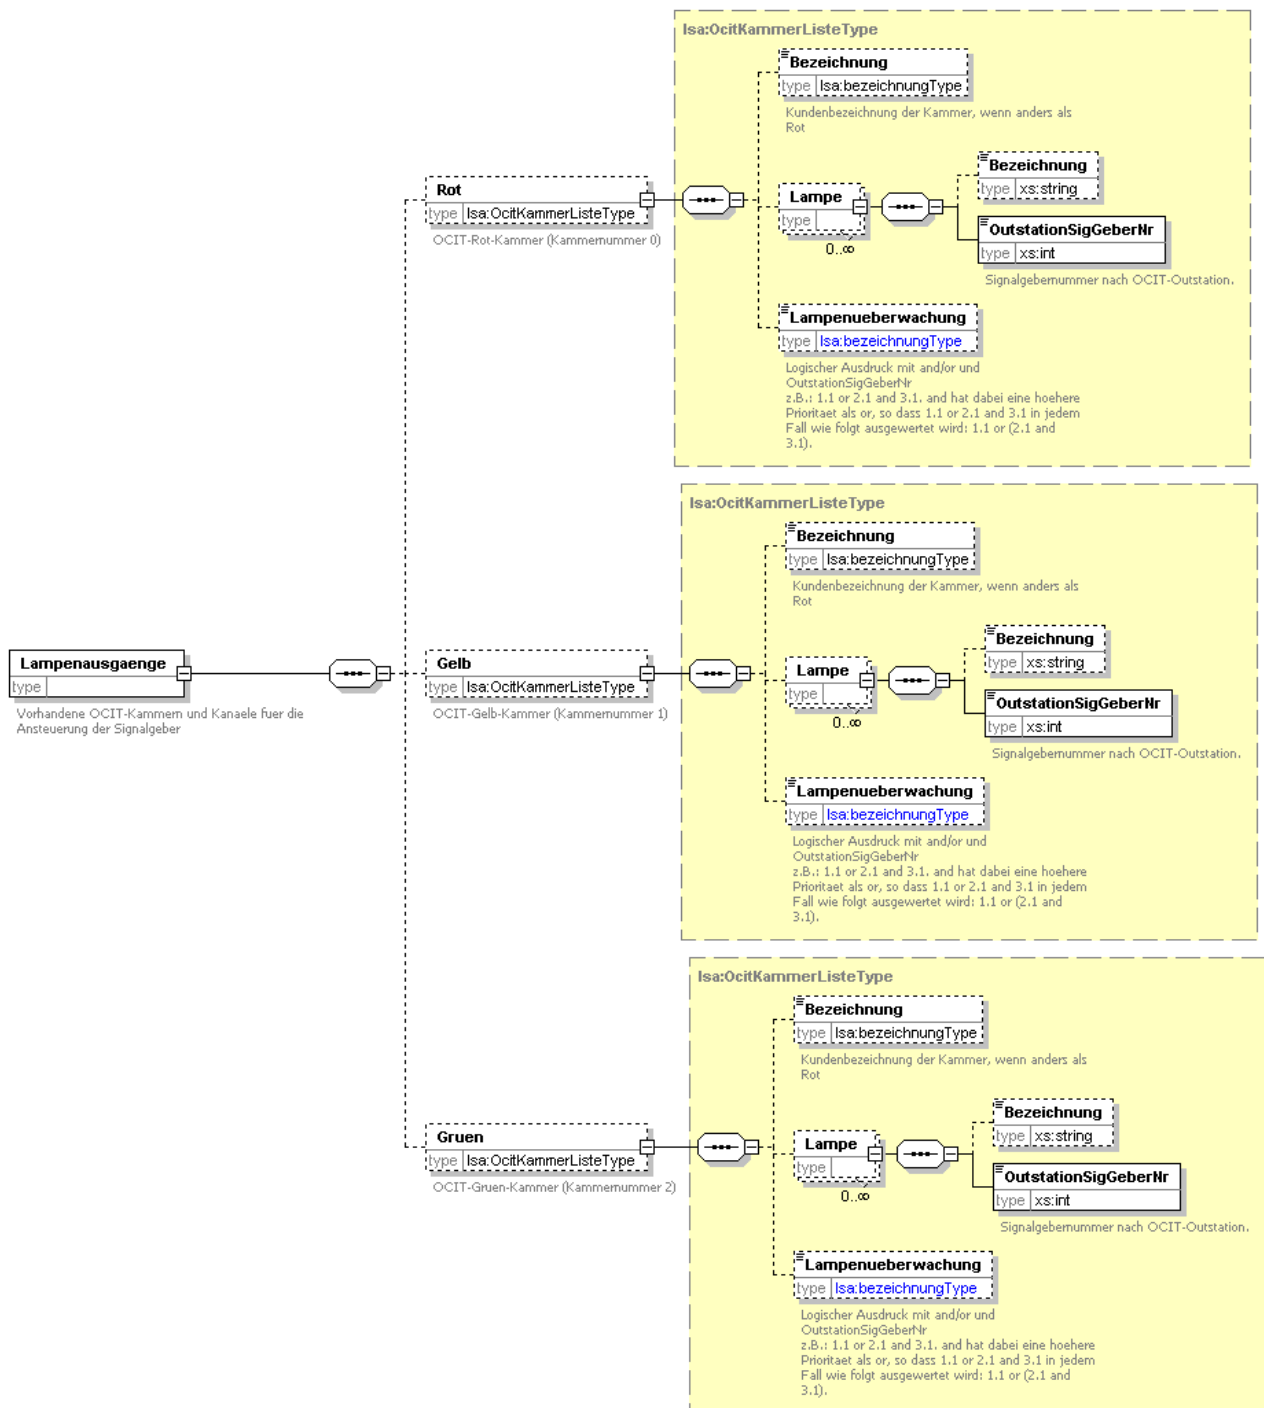 lsa:OcitKammerListeType
Bezeichnung
type lsa:bezeichnungType
Kundenbezeichnung der Kammer, wenn anders als
Rot
Rot
type lsa:OcitKammerListeType
OCIT-Rot-Kammer (Kammernummer 0)
Lampe
type
0..∞
Bezeichnung
type xs:string
OutstationSigGeberNr
type xs:int
Signalgebernummer nach OCIT-Outstation.
Lampenueberwachung
type lsa:bezeichnungType
Logischer Ausdruck mit and/or und
OutstationSigGeberNr
z.B.: 1.1 or 2.1 and 3.1. and hat dabei eine hoehere
Prioritaet als or, so dass 1.1 or 2.1 and 3.1 in jedem
Fall wie folgt ausgewertet wird: 1.1 or (2.1 and
3.1).
Lampenausgaenge
type
Vorhandene OCIT-Kammern und Kanaele fuer die
Ansteuerung der Signalgeber
lsa:OcitKammerListeType
Bezeichnung
type lsa:bezeichnungType
Kundenbezeichnung der Kammer, wenn anders als
Rot
Gelb
type lsa:OcitKammerListeType
OCIT-Gelb-Kammer (Kammernummer 1)
Lampe
type
0..∞
Bezeichnung
type xs:string
OutstationSigGeberNr
type xs:int
Signalgebernummer nach OCIT-Outstation.
Lampenueberwachung
type lsa:bezeichnungType
Logischer Ausdruck mit and/or und
OutstationSigGeberNr
z.B.: 1.1 or 2.1 and 3.1. and hat dabei eine hoehere
Prioritaet als or, so dass 1.1 or 2.1 and 3.1 in jedem
Fall wie folgt ausgewertet wird: 1.1 or (2.1 and
3.1).
lsa:OcitKammerListeType
Bezeichnung
type lsa:bezeichnungType
Kundenbezeichnung der Kammer, wenn anders als
Rot
Gruen
type lsa:OcitKammerListeType
OCIT-Gruen-Kammer (Kammernummer 2)
Lampe
type
0..∞
Bezeichnung
type xs:string
OutstationSigGeberNr
type xs:int
Signalgebernummer nach OCIT-Outstation.
Lampenueberwachung
type lsa:bezeichnungType
Logischer Ausdruck mit and/or und
OutstationSigGeberNr
z.B.: 1.1 or 2.1 and 3.1. and hat dabei eine hoehere
Prioritaet als or, so dass 1.1 or 2.1 and 3.1 in jedem
Fall wie folgt ausgewertet wird: 1.1 or (2.1 and
3.1).